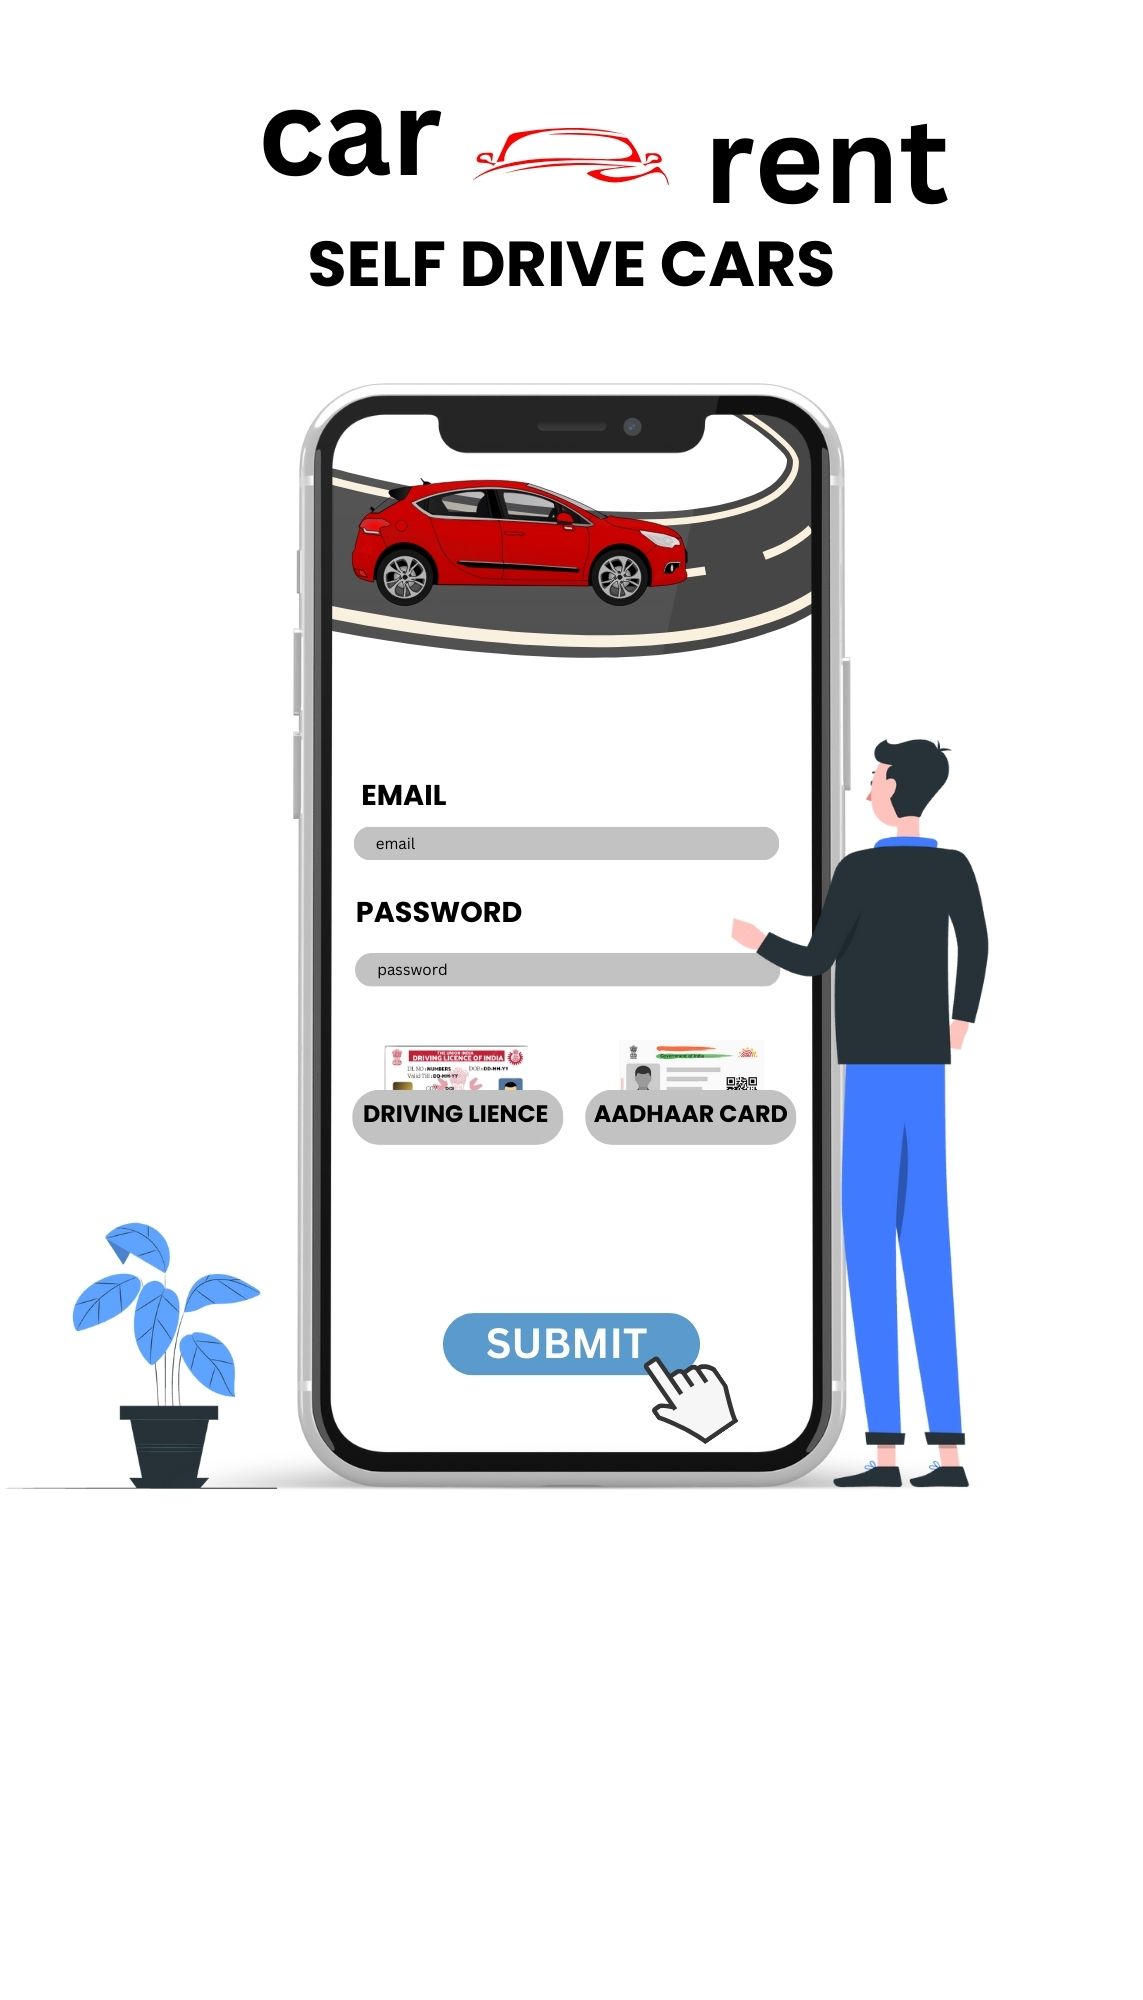 car rent
SELF DRIVE CARS
EMAIL
email
PASSWORD
password
THE UNION INDIA
DRIVING LICENCE OF INDIA
DL NO : NUMBERS DOB : DD-MM-YY
Valid Till : DD-MM-YY
Government of India
DRIVING LIENCE
AADHAAR CARD
SUBMIT